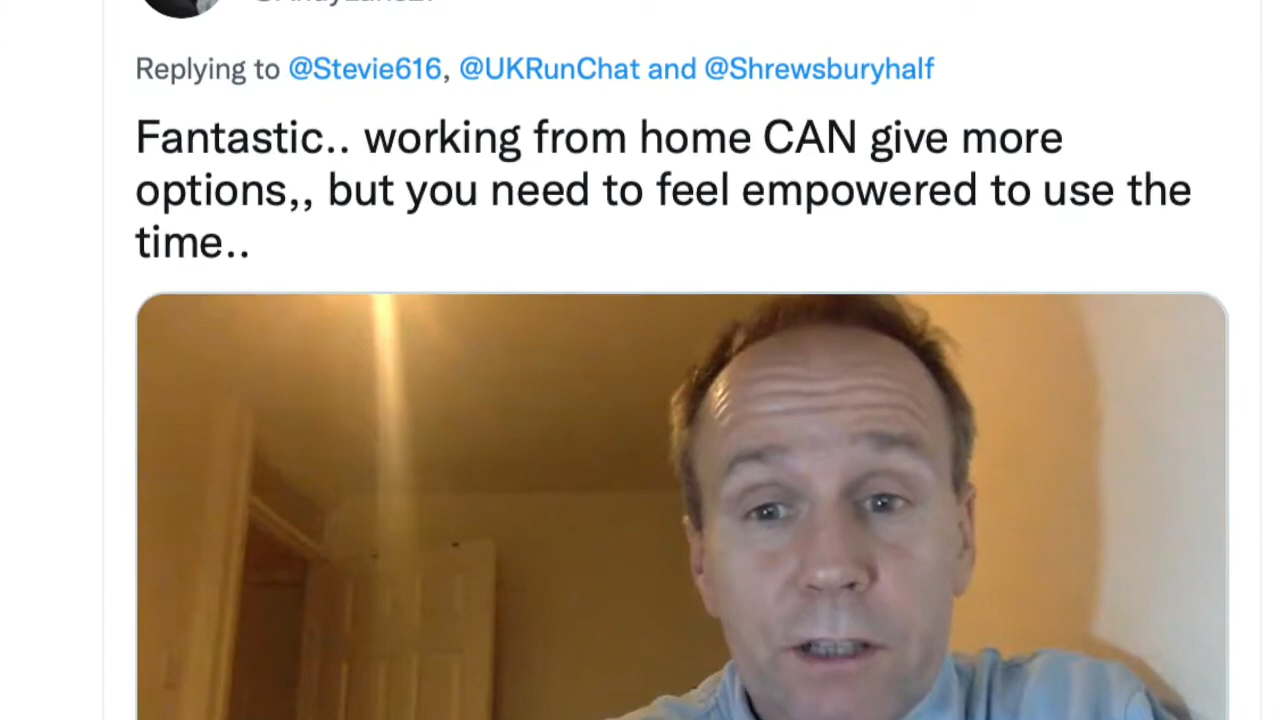 Replying to @Stevie616, @UKRunChat and @Shrewsburyhalf
Fantastic.. working from home CAN give more
options,, but you need to feel empowered to use the
time..